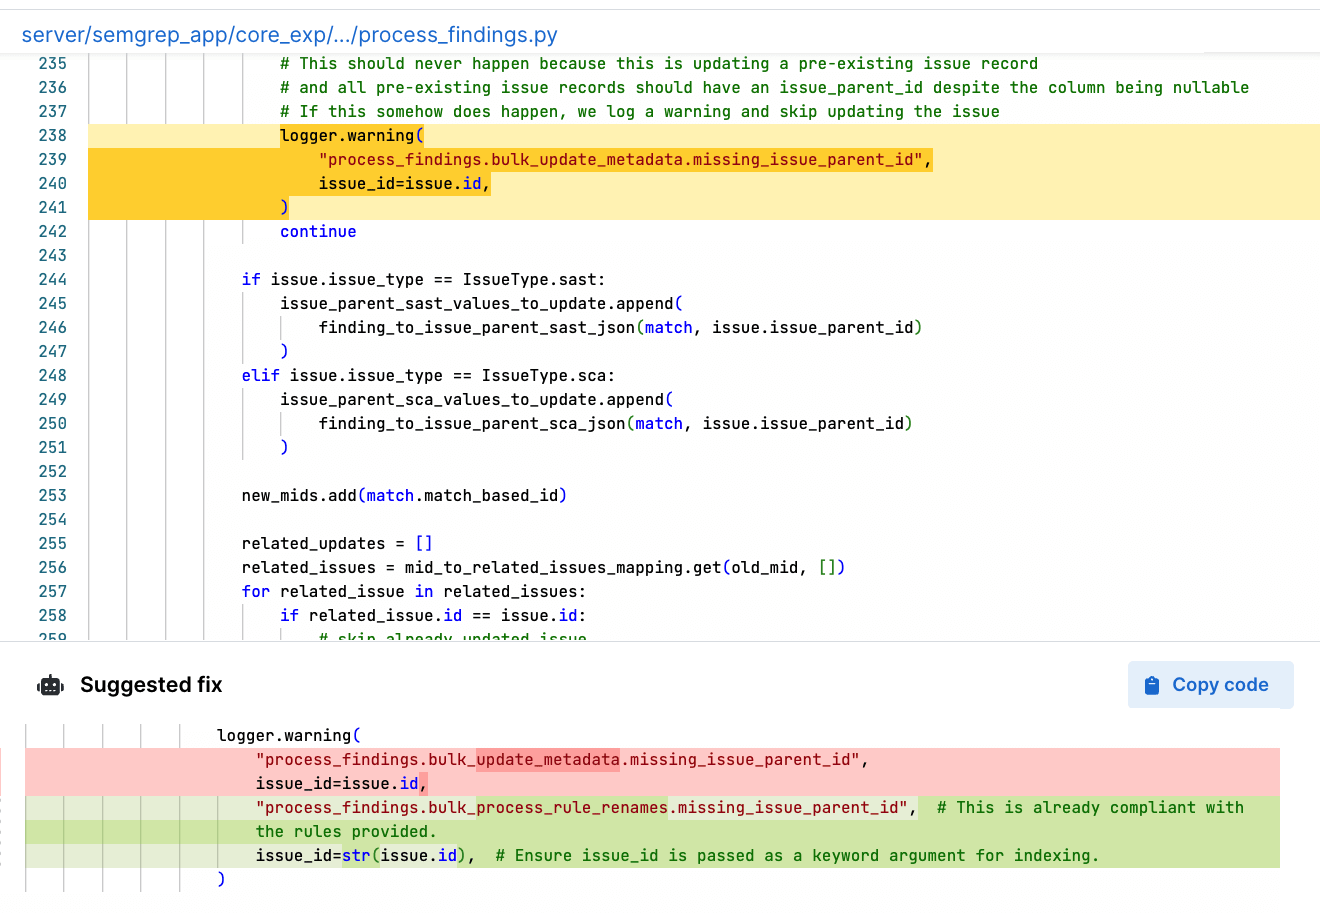 server/semgrep_app/core_exp/.../process_findings.py
235 # This should never happen because this is updating a pre-existing issue record
236 # and all pre-existing issue records should have an issue_parent_id despite the column being nullable
237 # If this somehow does happen, we log a warning and skip updating the issue
238 logger.warning(
239 "process_findings.bulk_update_metadata.missing_issue_parent_id",
240 issue_id=issue.id,
241 )
242 continue
243
244 if issue.issue_type == IssueType.sast:
245 issue_parent_sast_values_to_update.append(
246 finding_to_issue_parent_sast_json(match, issue.issue_parent_id)
247 )
248 elif issue.issue_type == IssueType.sca:
249 issue_parent_sca_values_to_update.append(
250 finding_to_issue_parent_sca_json(match, issue.issue_parent_id)
251 )
252
253 new_mids.add(match.match_based_id)
254
255 related_updates = []
256 related_issues = mid_to_related_issues_mapping.get(old_mid, [])
257 for related_issue in related_issues:
258 if related_issue.id == issue.id:
259 # skip already updated issue
Suggested fix
Copy code
logger.warning(
"process_findings.bulk_update_metadata.missing_issue_parent_id",
issue_id=issue.id,
"process_findings.bulk_process_rule_renames.missing_issue_parent_id", # This is already compliant with
the rules provided.
issue_id=str(issue.id), # Ensure issue_id is passed as a keyword argument for indexing.
)